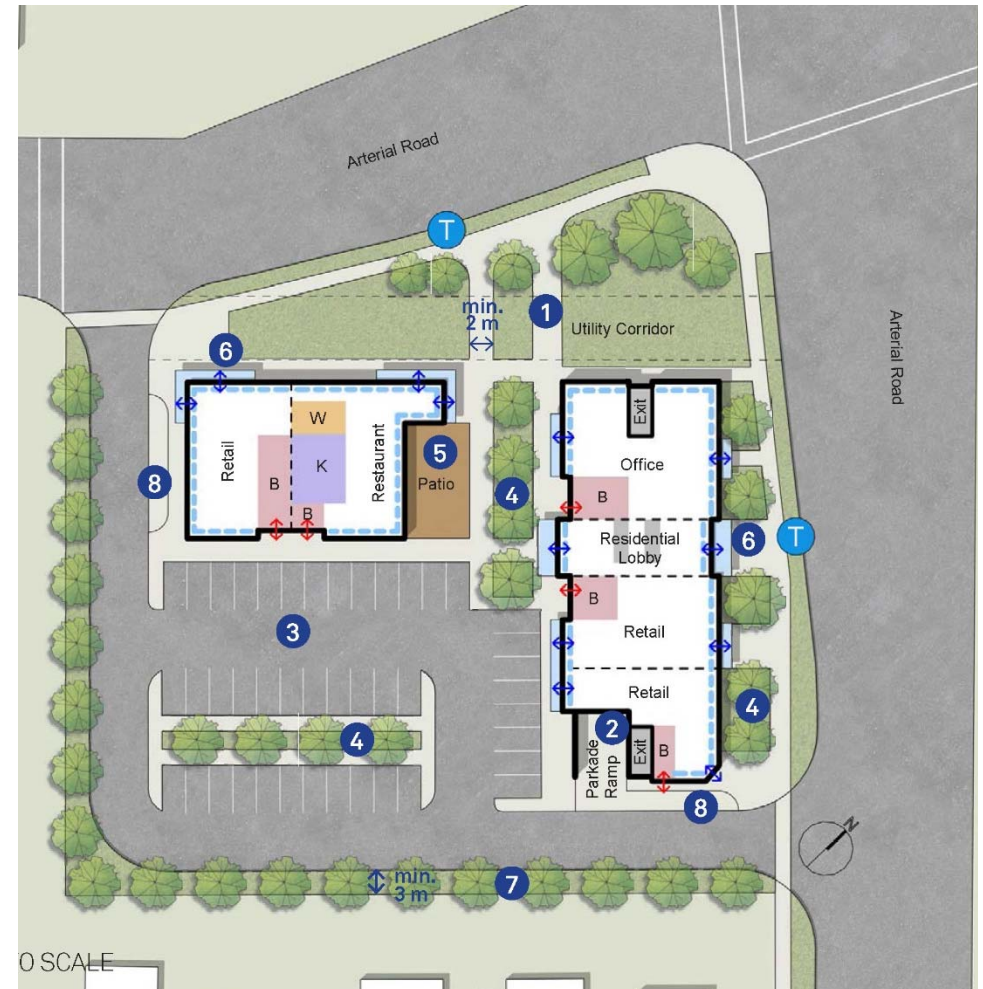 Arterial Road
T
min.
2 m
1
Utility Corridor
Arterial Road
6
W
Exit
Retail
K
Restaurant
5
Patio
Office
8
B
B
4
B
Residential
Lobby
6
T
B
3
Retail
Retail
4
4
2
Exit
B
Parkade
Ramp
8
N
min.
3 m
7
O SCALE